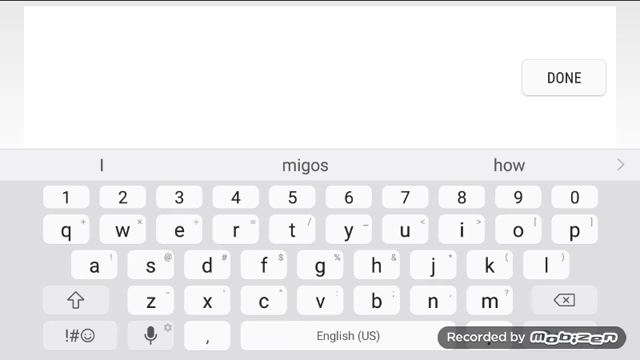 DONE
I migos how
1 2 3 4 5 6 7 8 9 0
q + w × e ÷ r = t / y _ u < i > o [ p ]
a ! s @ d # f $ g % h & j * k ( l )
z - x ' c " v : b ; n , m ?
!#☺ , English (US) Recorded by MOBIZEN